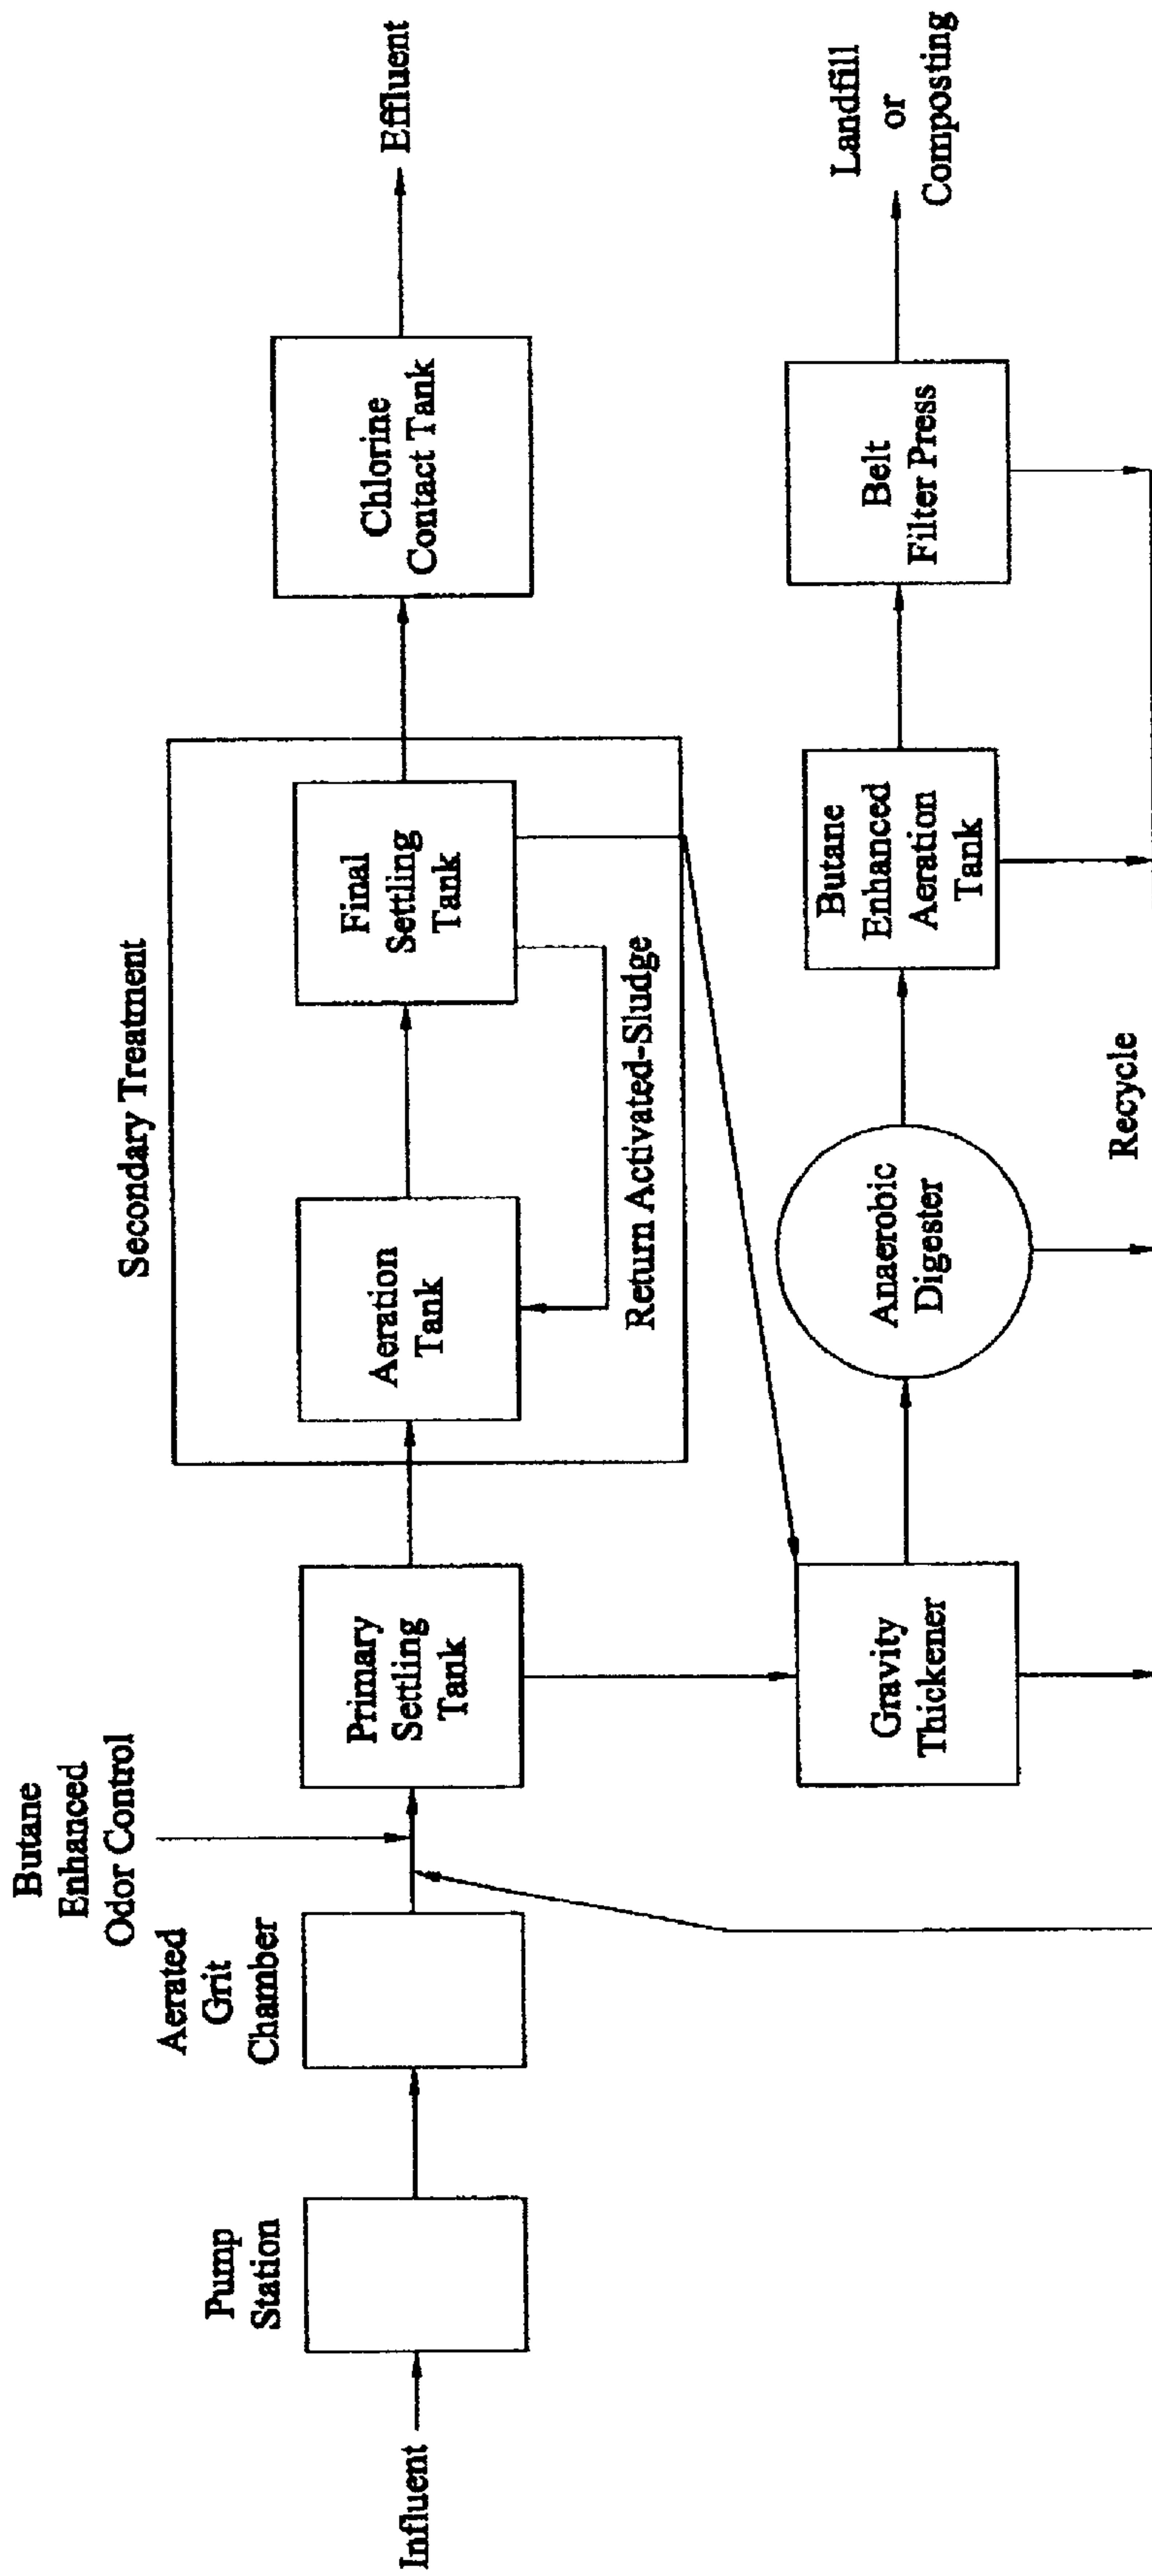 Butane
Enhanced
Odor Control
Secondary Treatment
Pump
Station
Aerated
Grit
Chamber
Influent
Primary
Settling
Tank
Aeration
Tank
Final
Settling
Tank
Chlorine
Contact Tank
Effluent
Return Activated-Sludge
Gravity
Thickener
Anaerobic
Digester
Butane
Enhanced
Aeration
Tank
Belt
Filter Press
Landfill
or
Composting
Recycle